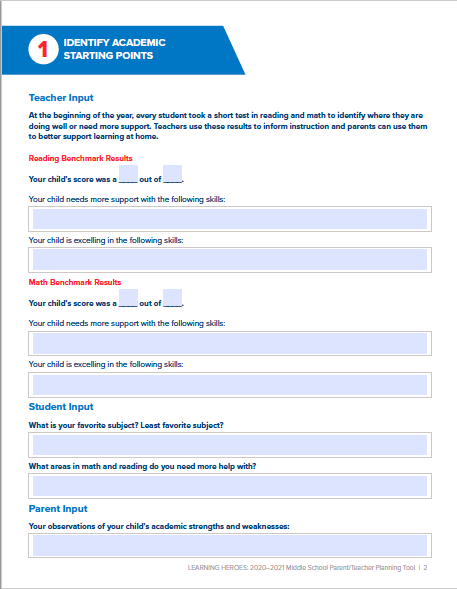 1
IDENTIFY ACADEMIC
STARTING POINTS
Teacher Input
At the beginning of the year, every student took a short test in reading and math to identify where they are
doing well or need more support. Teachers use these results to inform instruction and parents can use them
to better support learning at home.
Reading Benchmark Results
Your child's score was a ____ out of ____.
Your child needs more support with the following skills:
Your child is excelling in the following skills:
Math Benchmark Results
Your child's score was a ____ out of ____.
Your child needs more support with the following skills:
Your child is excelling in the following skills:
Student Input
What is your favorite subject? Least favorite subject?
What areas in math and reading do you need more help with?
Parent Input
Your observations of your child's academic strengths and weaknesses:
LEARNING HEROES: 2020–2021 Middle School Parent/Teacher Planning Tool | 2